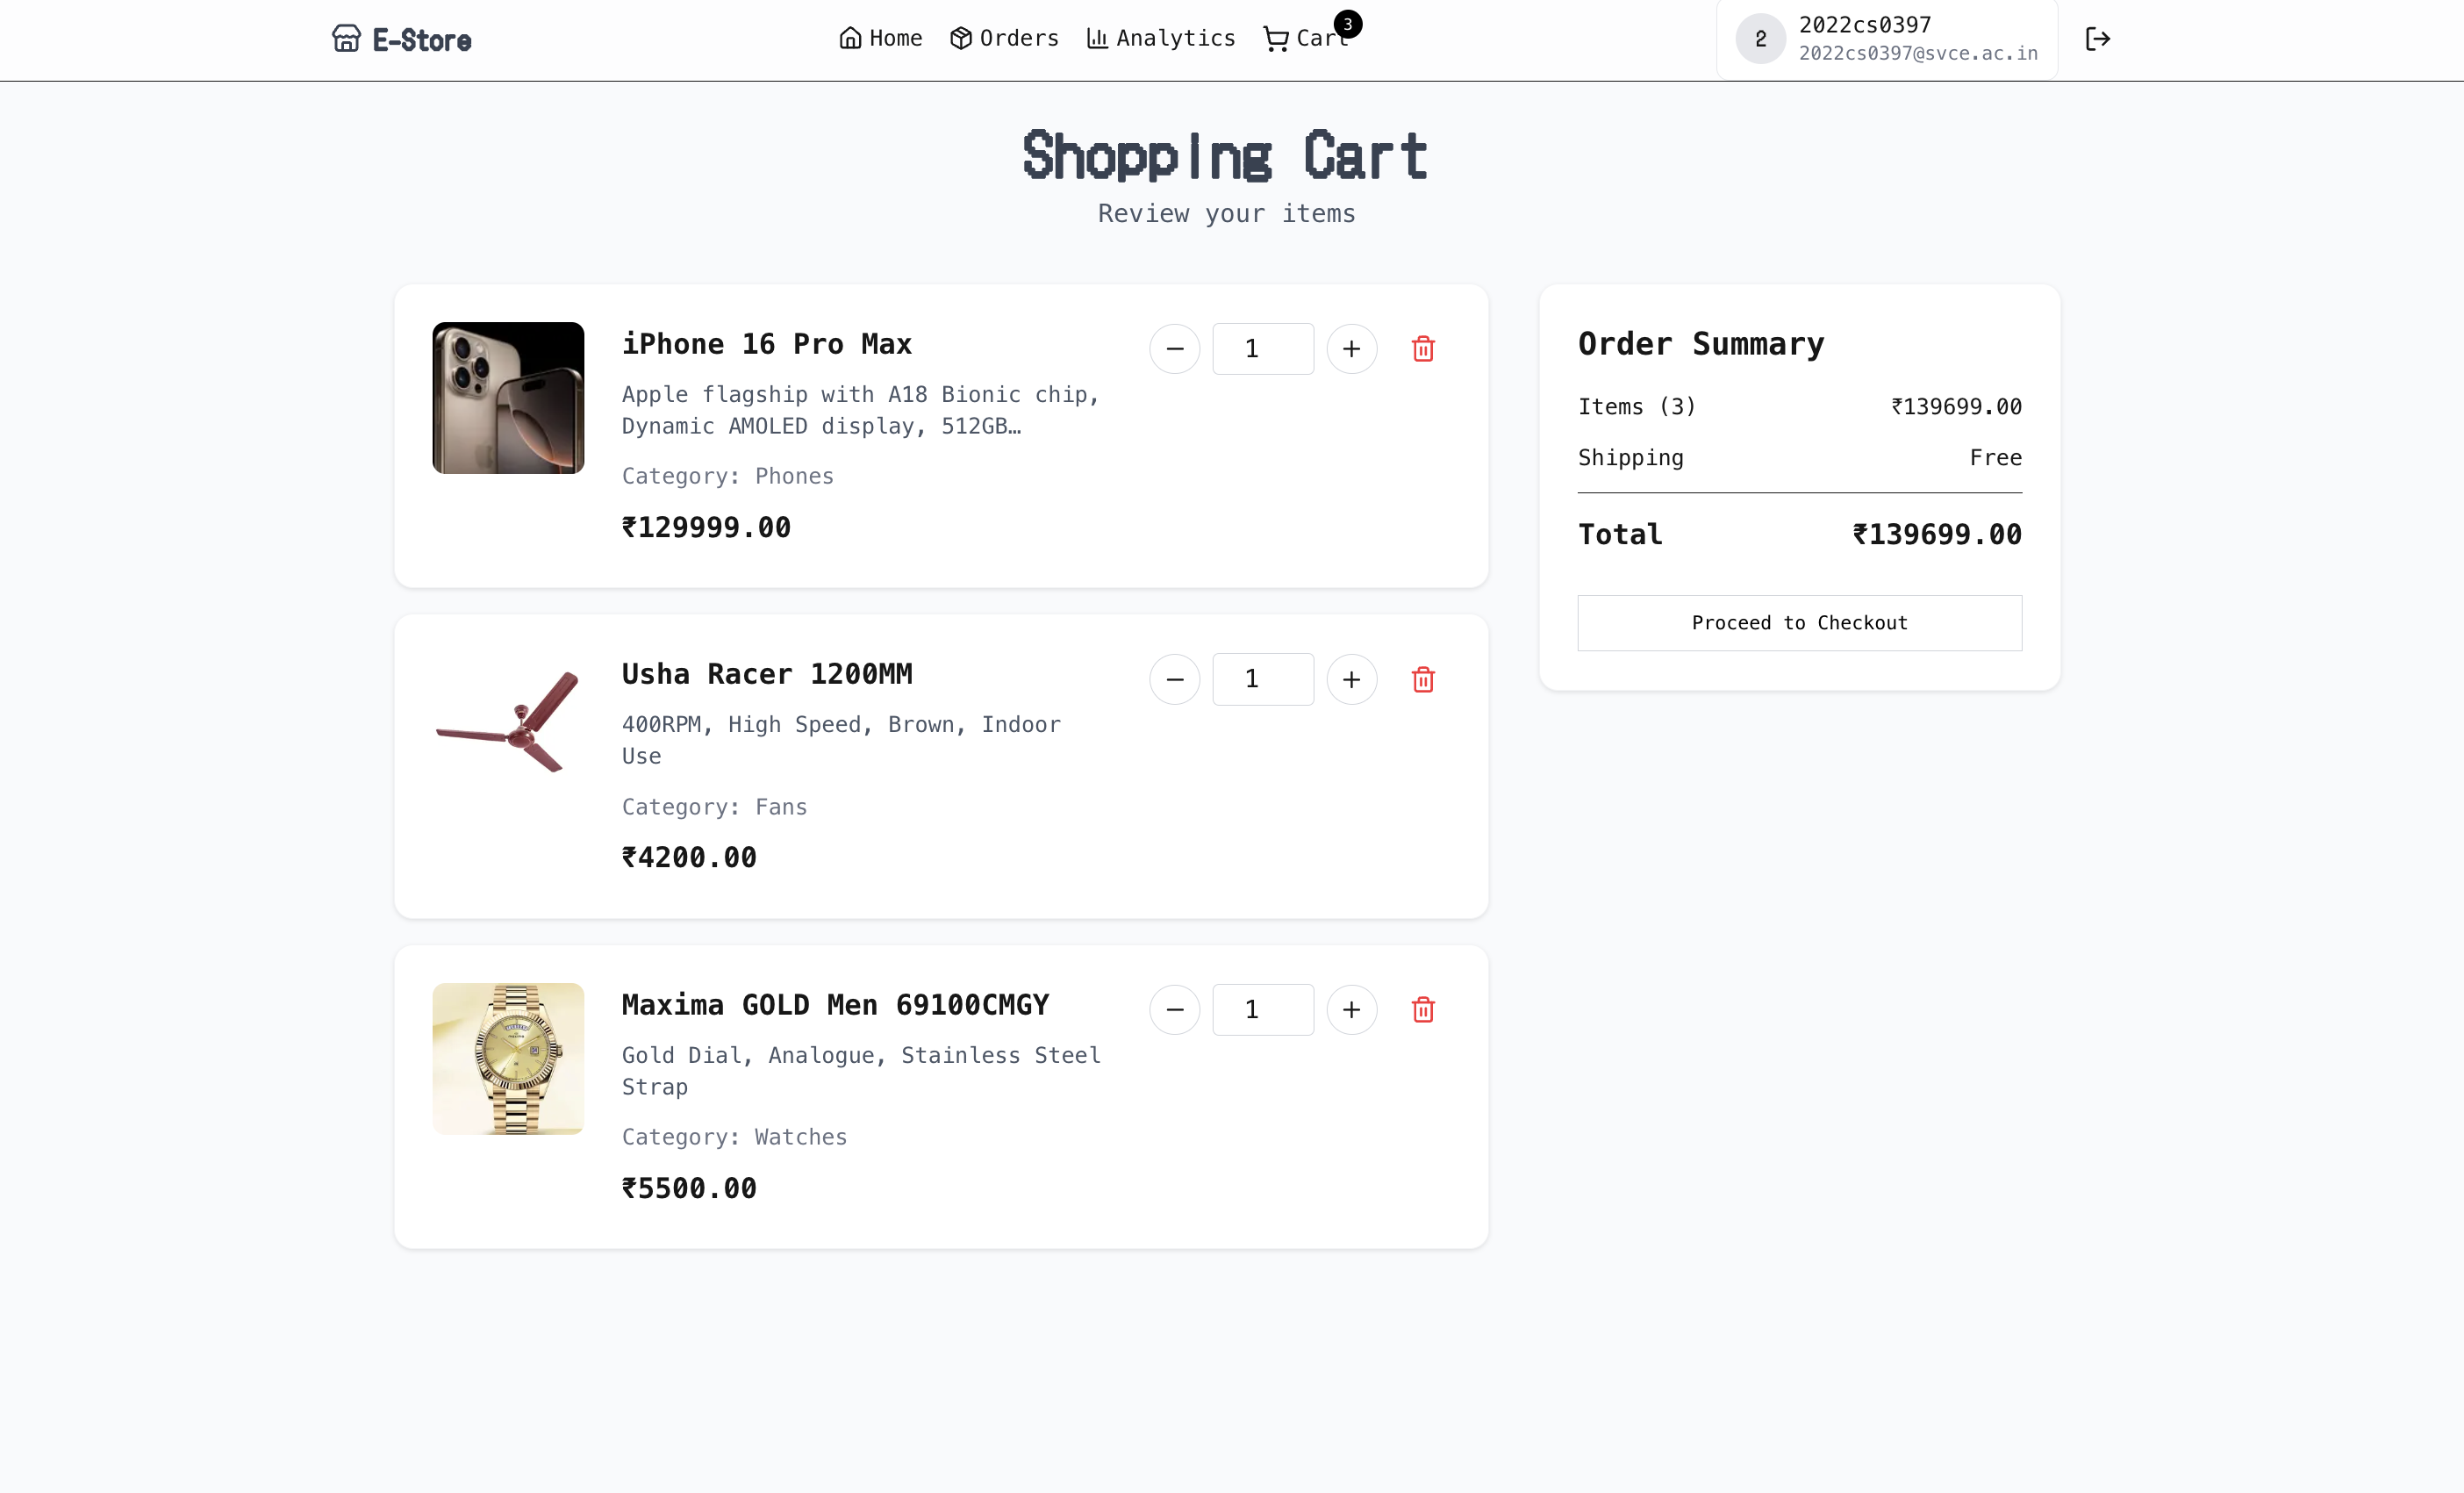 E-Store
Home
Orders
Analytics
Cart
3
2
2022cs0397
2022cs0397@svce.ac.in
Shopping Cart
Review your items
iPhone 16 Pro Max
1
Apple flagship with A18 Bionic chip,
Dynamic AMOLED display, 512GB…
Category: Phones
₹129999.00
Usha Racer 1200MM
1
400RPM, High Speed, Brown, Indoor
Use
Category: Fans
₹4200.00
Maxima GOLD Men 69100CMGY
1
Gold Dial, Analogue, Stainless Steel
Strap
Category: Watches
₹5500.00
Order Summary
Items (3) ₹139699.00
Shipping Free
Total ₹139699.00
Proceed to Checkout